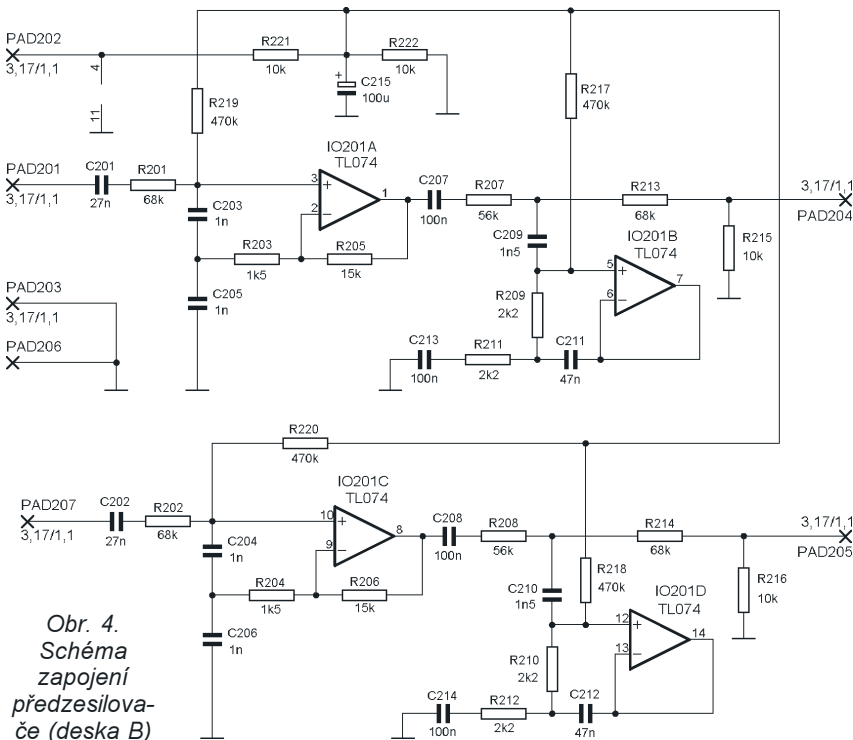 PAD202
3,17/1,1
4
11
R221
10k
R222
10k
+
C215
100u
R219
470k
R217
470k
PAD201
3,17/1,1
C201
27n
R201
68k
IO201A
TL074
3
+
2
−
1
C203
1n
C207
100n
R207
56k
R213
68k
3,17/1,1
PAD204
R203
1k5
R205
15k
C209
1n5
IO201B
TL074
R215
10k
C205
1n
5
+
6
−
7
R209
2k2
PAD203
3,17/1,1
PAD206
C213
100n
R211
2k2
C211
47n
R220
470k
PAD207
3,17/1,1
C202
27n
R202
68k
IO201C
TL074
10
+
9
−
8
C204
1n
C208
100n
R208
56k
R214
68k
3,17/1,1
PAD205
R204
1k5
R206
15k
C210
1n5
R218
470k
R216
10k
IO201D
TL074
C206
1n
12
+
13
−
14
R210
2k2
C214
100n
R212
2k2
C212
47n
Obr. 4.
Schéma
zapojení
předzesilova-
če (deska B)